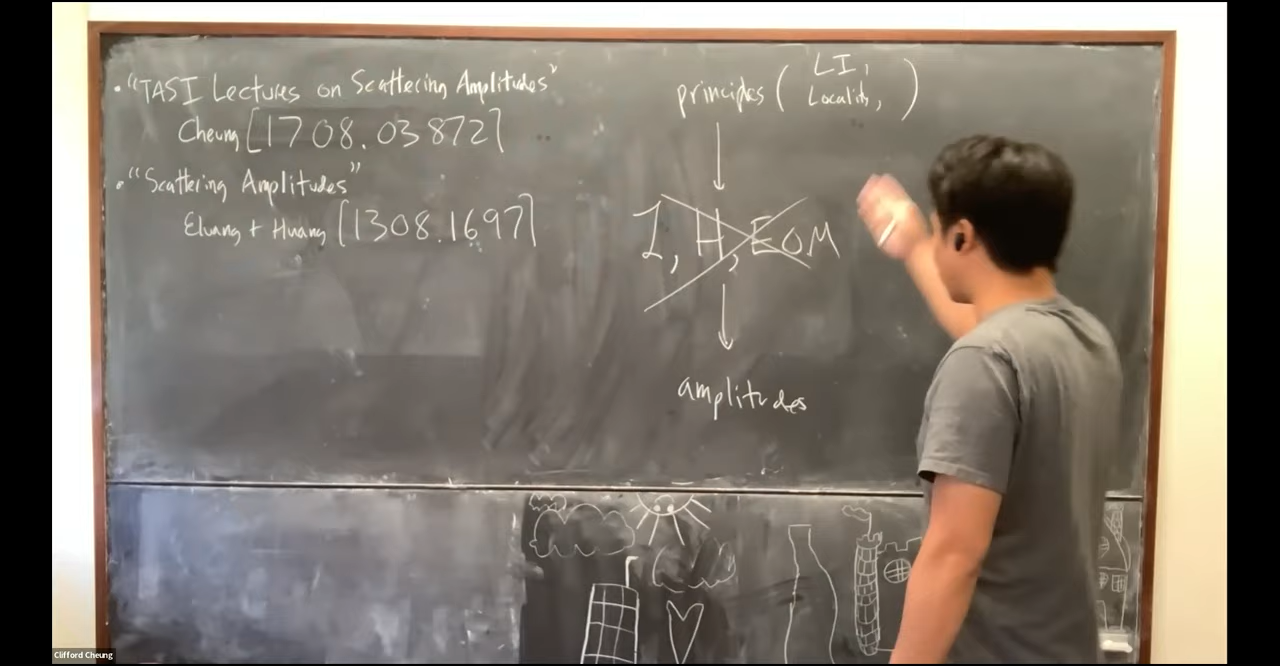 • "TASI Lectures on Scattering Amplitudes"
Cheung [1708.03872]
• "Scattering Amplitudes"
Elvang + Huang [1308.1697]
principles ( LI, Locality, )
L, H, EOM
amplitudes
Clifford Cheung